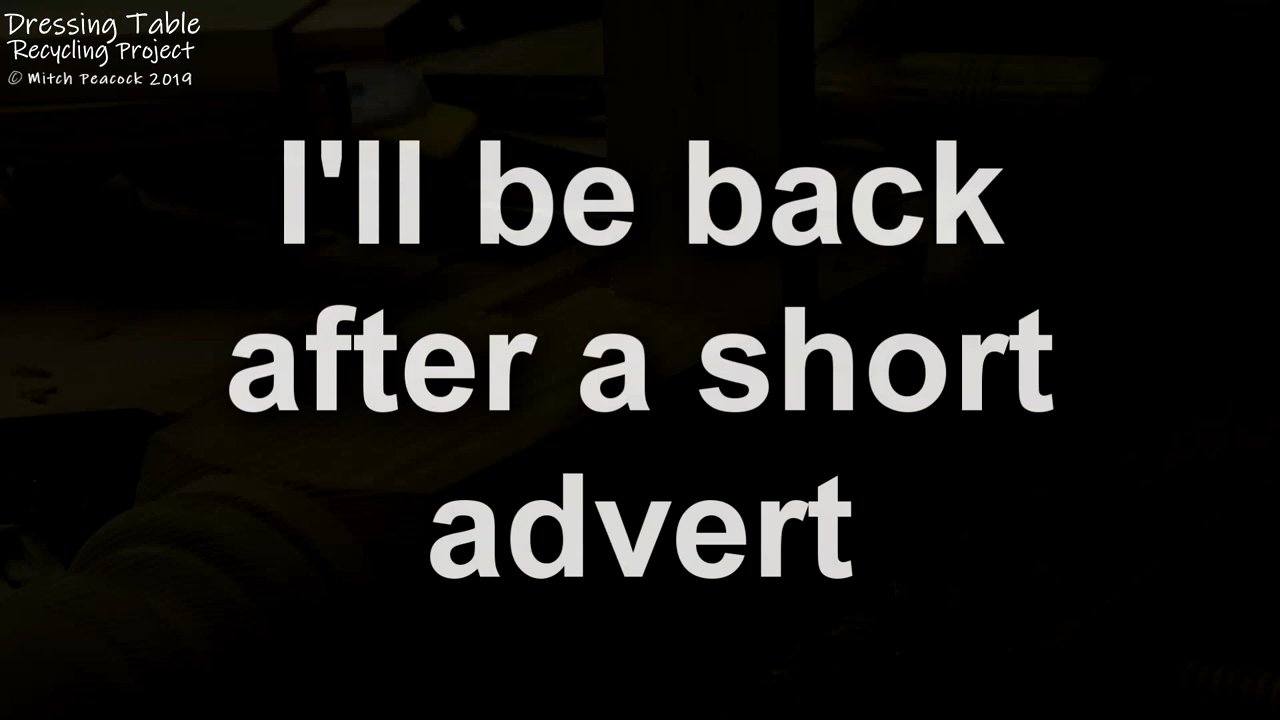 Dressing Table
Recycling Project
© Mitch Peacock 2019
I'll be back
after a short
advert